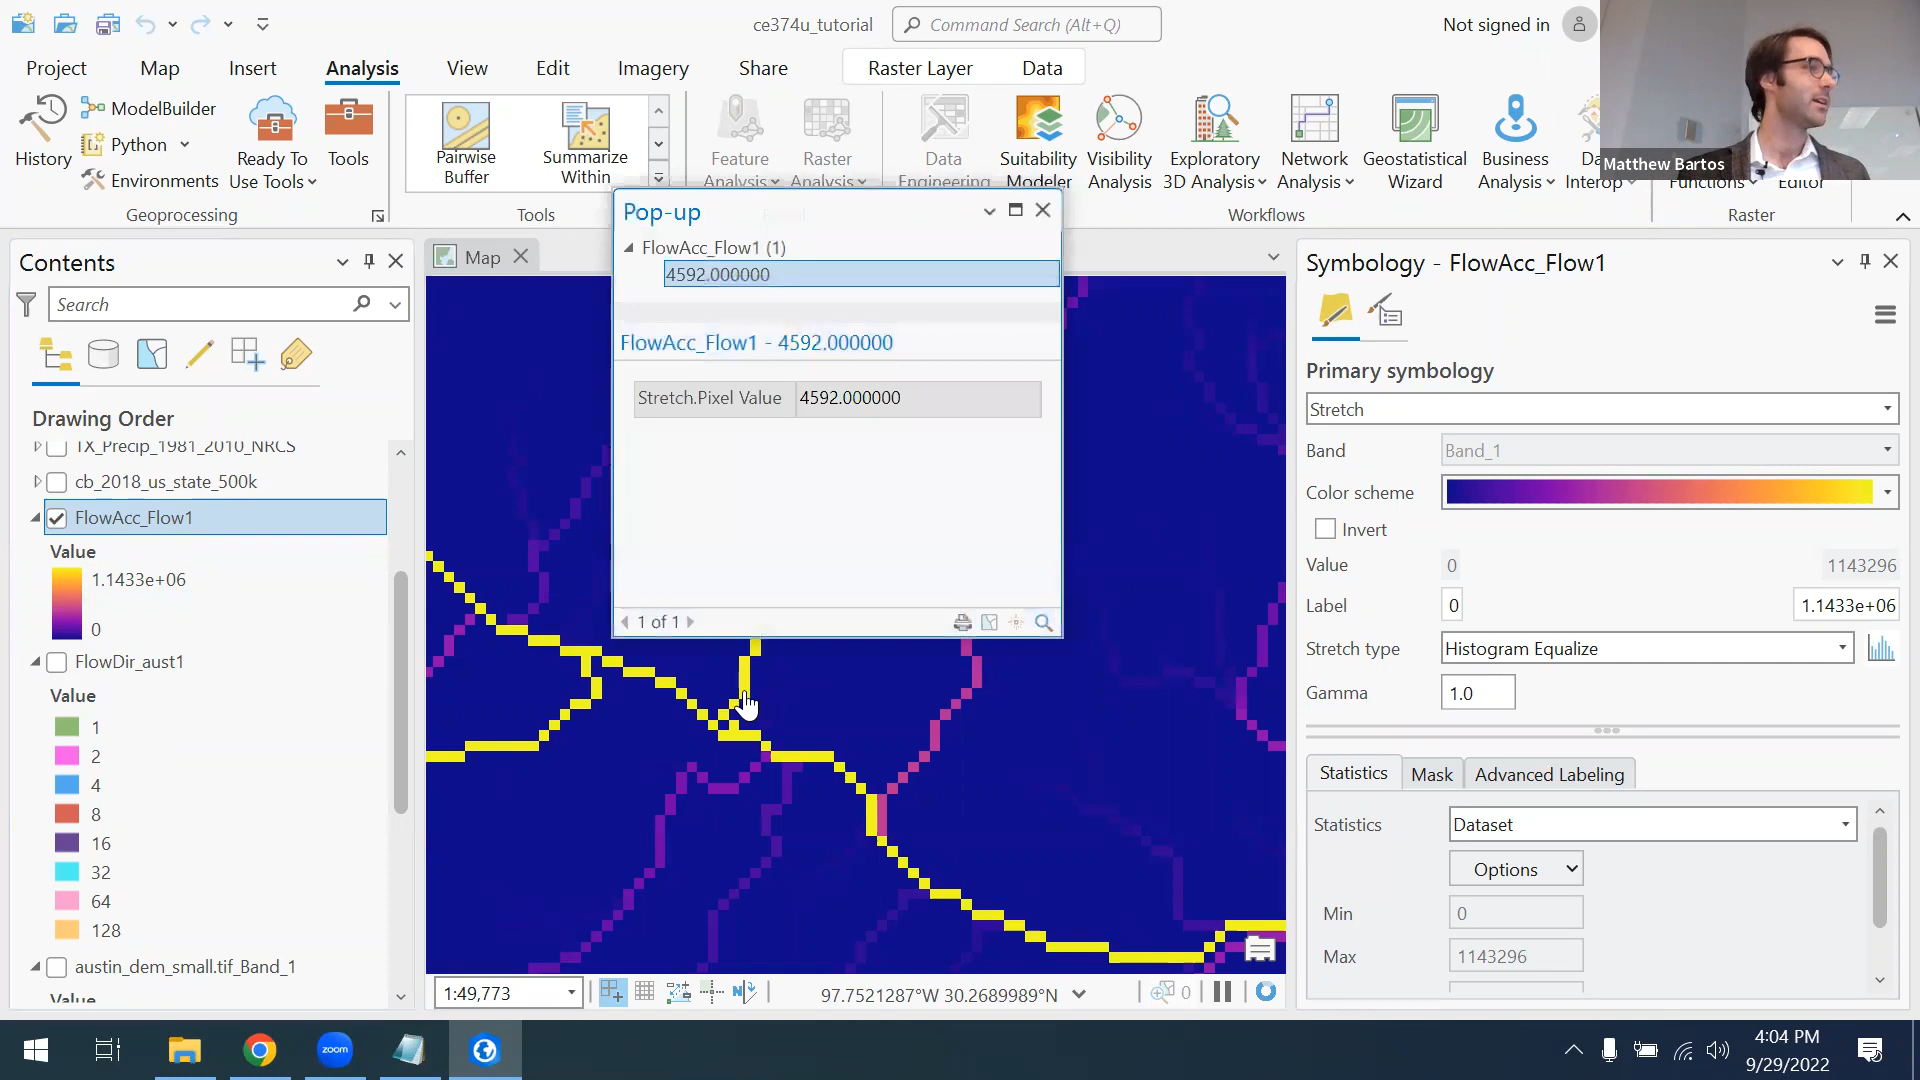 ce374u_tutorial
Command Search (Alt+Q)
Not signed in
Project
Map
Insert
Analysis
View
Edit
Imagery
Share
Raster Layer
Data
History
ModelBuilder
Python
Environments
Ready To
Use Tools
Tools
Geoprocessing
Pairwise
Buffer
Summarize
Within
Tools
Feature
Analysis
Raster
Analysis
Data
Engineering
Suitability
Modeler
Visibility
Analysis
Exploratory
3D Analysis
Network
Analysis
Geostatistical
Wizard
Business
Analysis
Interop
Workflows
Functions
Editor
Raster
Matthew Bartos
Contents
Search
Drawing Order
TX_Precip_1981_2010_NRCS
cb_2018_us_state_500k
FlowAcc_Flow1
Value
1.1433e+06
0
FlowDir_aust1
Value
1
2
4
8
16
32
64
128
austin_dem_small.tif_Band_1
Value
Map
Pop-up
FlowAcc_Flow1 (1)
4592.000000
FlowAcc_Flow1 - 4592.000000
Stretch.Pixel Value 4592.000000
1 of 1
1:49,773
97.7521287°W 30.2689989°N
0
Symbology - FlowAcc_Flow1
Primary symbology
Stretch
Band Band_1
Color scheme
Invert
Value 0 1143296
Label 0 1.1433e+06
Stretch type Histogram Equalize
Gamma 1.0
Statistics
Mask
Advanced Labeling
Statistics Dataset
Options
Min 0
Max 1143296
zoom
4:04 PM
9/29/2022